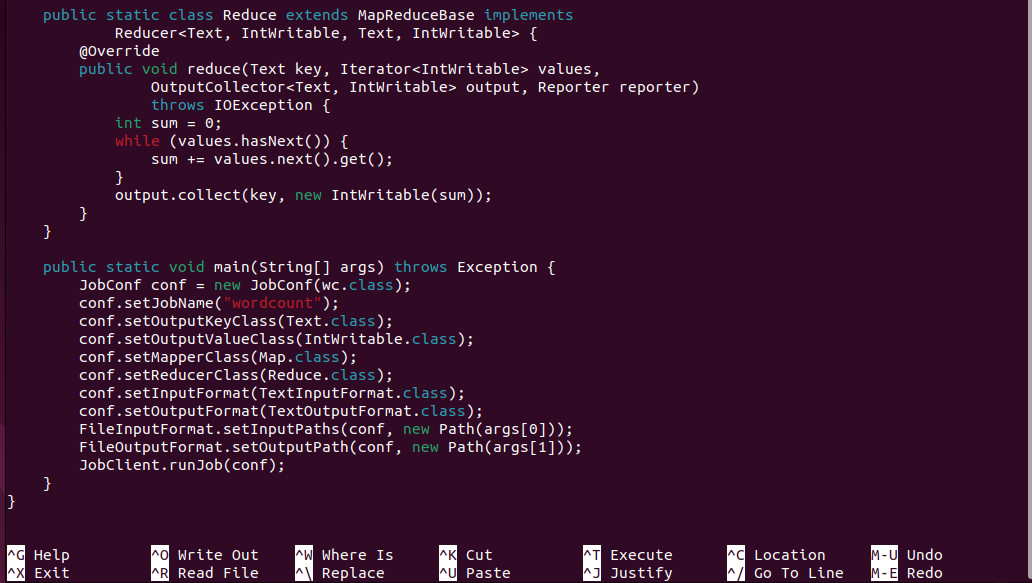 public static class Reduce extends MapReduceBase implements
            Reducer<Text, IntWritable, Text, IntWritable> {
        @Override
        public void reduce(Text key, Iterator<IntWritable> values,
                OutputCollector<Text, IntWritable> output, Reporter reporter)
                throws IOException {
            int sum = 0;
            while (values.hasNext()) {
                sum += values.next().get();
            }
            output.collect(key, new IntWritable(sum));
        }
    }

    public static void main(String[] args) throws Exception {
        JobConf conf = new JobConf(wc.class);
        conf.setJobName("wordcount");
        conf.setOutputKeyClass(Text.class);
        conf.setOutputValueClass(IntWritable.class);
        conf.setMapperClass(Map.class);
        conf.setReducerClass(Reduce.class);
        conf.setInputFormat(TextInputFormat.class);
        conf.setOutputFormat(TextOutputFormat.class);
        FileInputFormat.setInputPaths(conf, new Path(args[0]));
        FileOutputFormat.setOutputPath(conf, new Path(args[1]));
        JobClient.runJob(conf);
    }
}

^G Help         ^O Write Out    ^W Where Is     ^K Cut          ^T Execute      ^C Location     M-U Undo
^X Exit         ^R Read File    ^\ Replace      ^U Paste        ^J Justify      ^/ Go To Line   M-E Redo